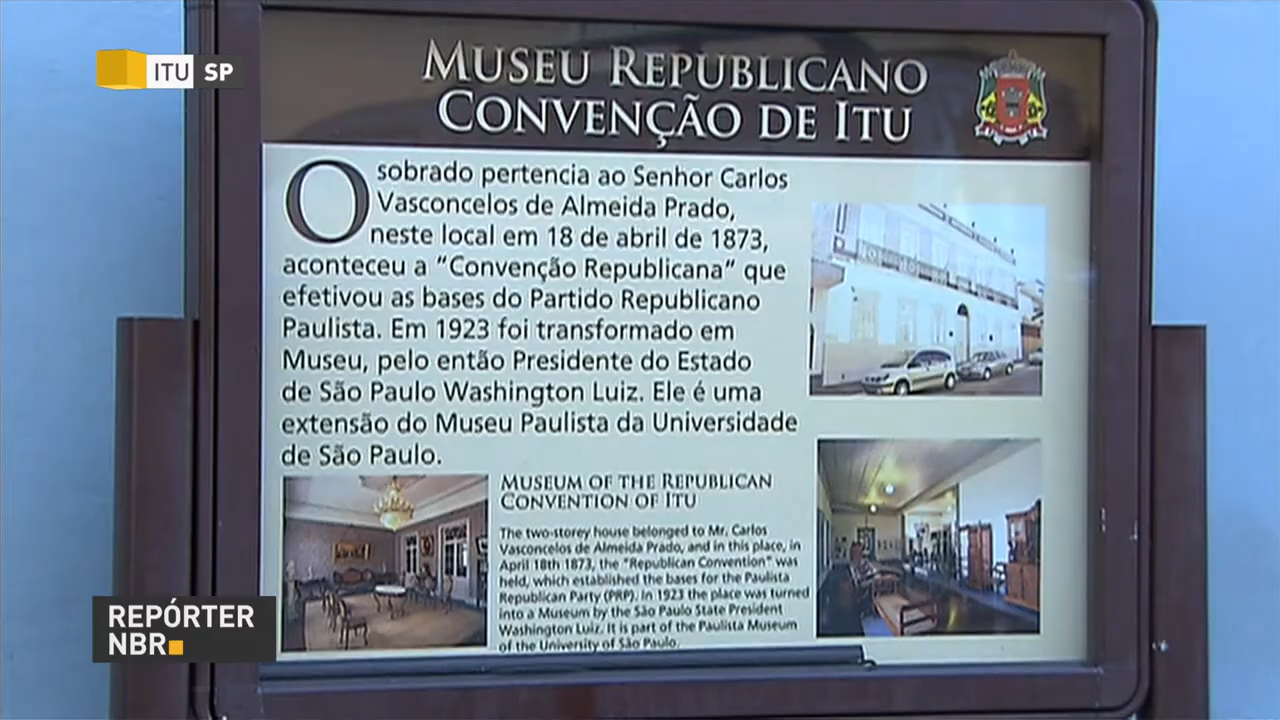 ITU SP
MUSEU REPUBLICANO
CONVENÇÃO DE ITU
O sobrado pertencia ao Senhor Carlos
Vasconcelos de Almeida Prado,
neste local em 18 de abril de 1873,
aconteceu a “Convenção Republicana” que
efetivou as bases do Partido Republicano
Paulista. Em 1923 foi transformado em
Museu, pelo então Presidente do Estado
de São Paulo Washington Luiz. Ele é uma
extensão do Museu Paulista da Universidade
de São Paulo.
MUSEUM OF THE REPUBLICAN
CONVENTION OF ITU
The two-storey house belonged to Mr. Carlos
Vasconcelos de Almeida Prado, and in this place, in
April 18th 1873, the “Republican Convention” was
held, which established the bases for the Paulista
Republican Party (PRP). In 1923 the place was turned
into a Museum by the São Paulo State President
Washington Luiz. It is part of the Paulista Museum
of the University of São Paulo.
REPÓRTER
NBR